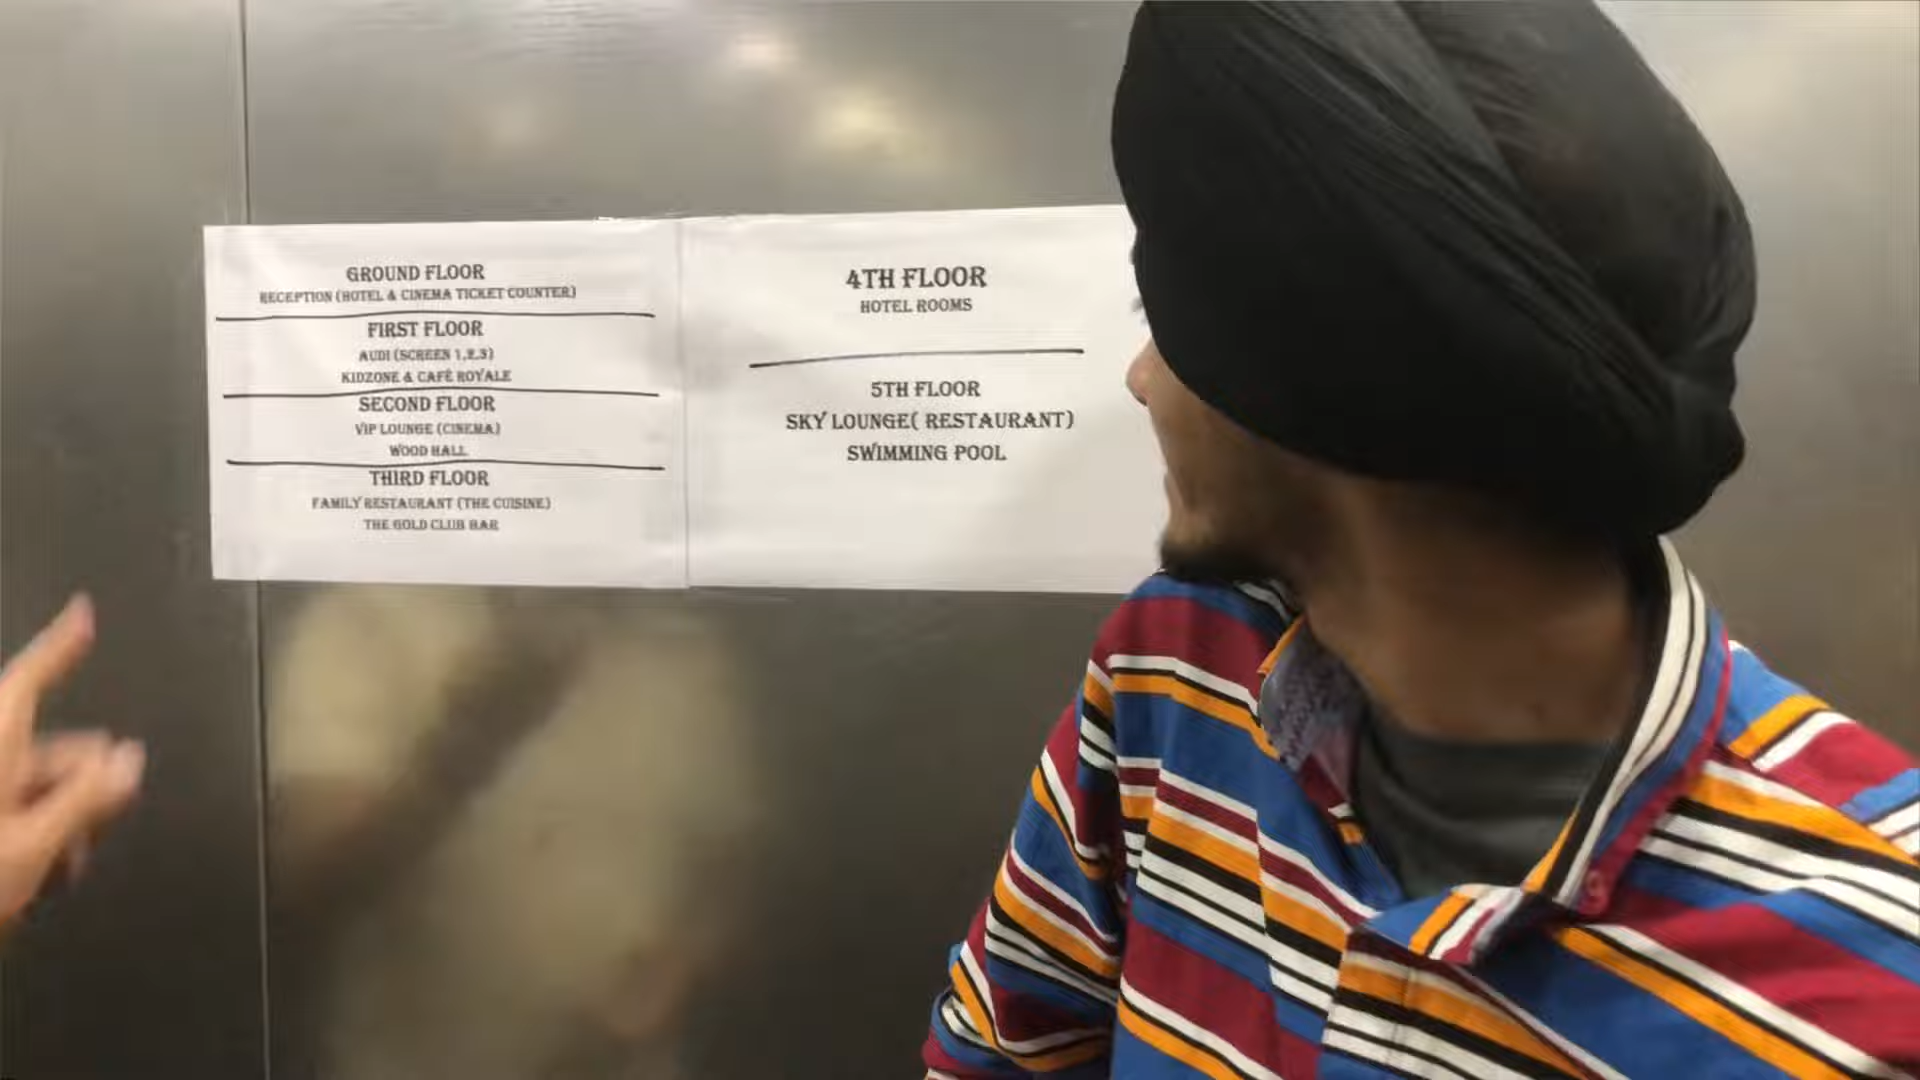 GROUND FLOOR
RECEPTION (HOTEL & CINEMA TICKET COUNTER)
FIRST FLOOR
AUDI (SCREEN 1,2,3)
KIDZONE & CAFÉ ROYALE
SECOND FLOOR
VIP LOUNGE (CINEMA)
WOOD HALL
THIRD FLOOR
FAMILY RESTAURANT (THE CUISINE)
THE GOLD CLUB BAR
4TH FLOOR
HOTEL ROOMS
5TH FLOOR
SKY LOUNGE( RESTAURANT)
SWIMMING POOL